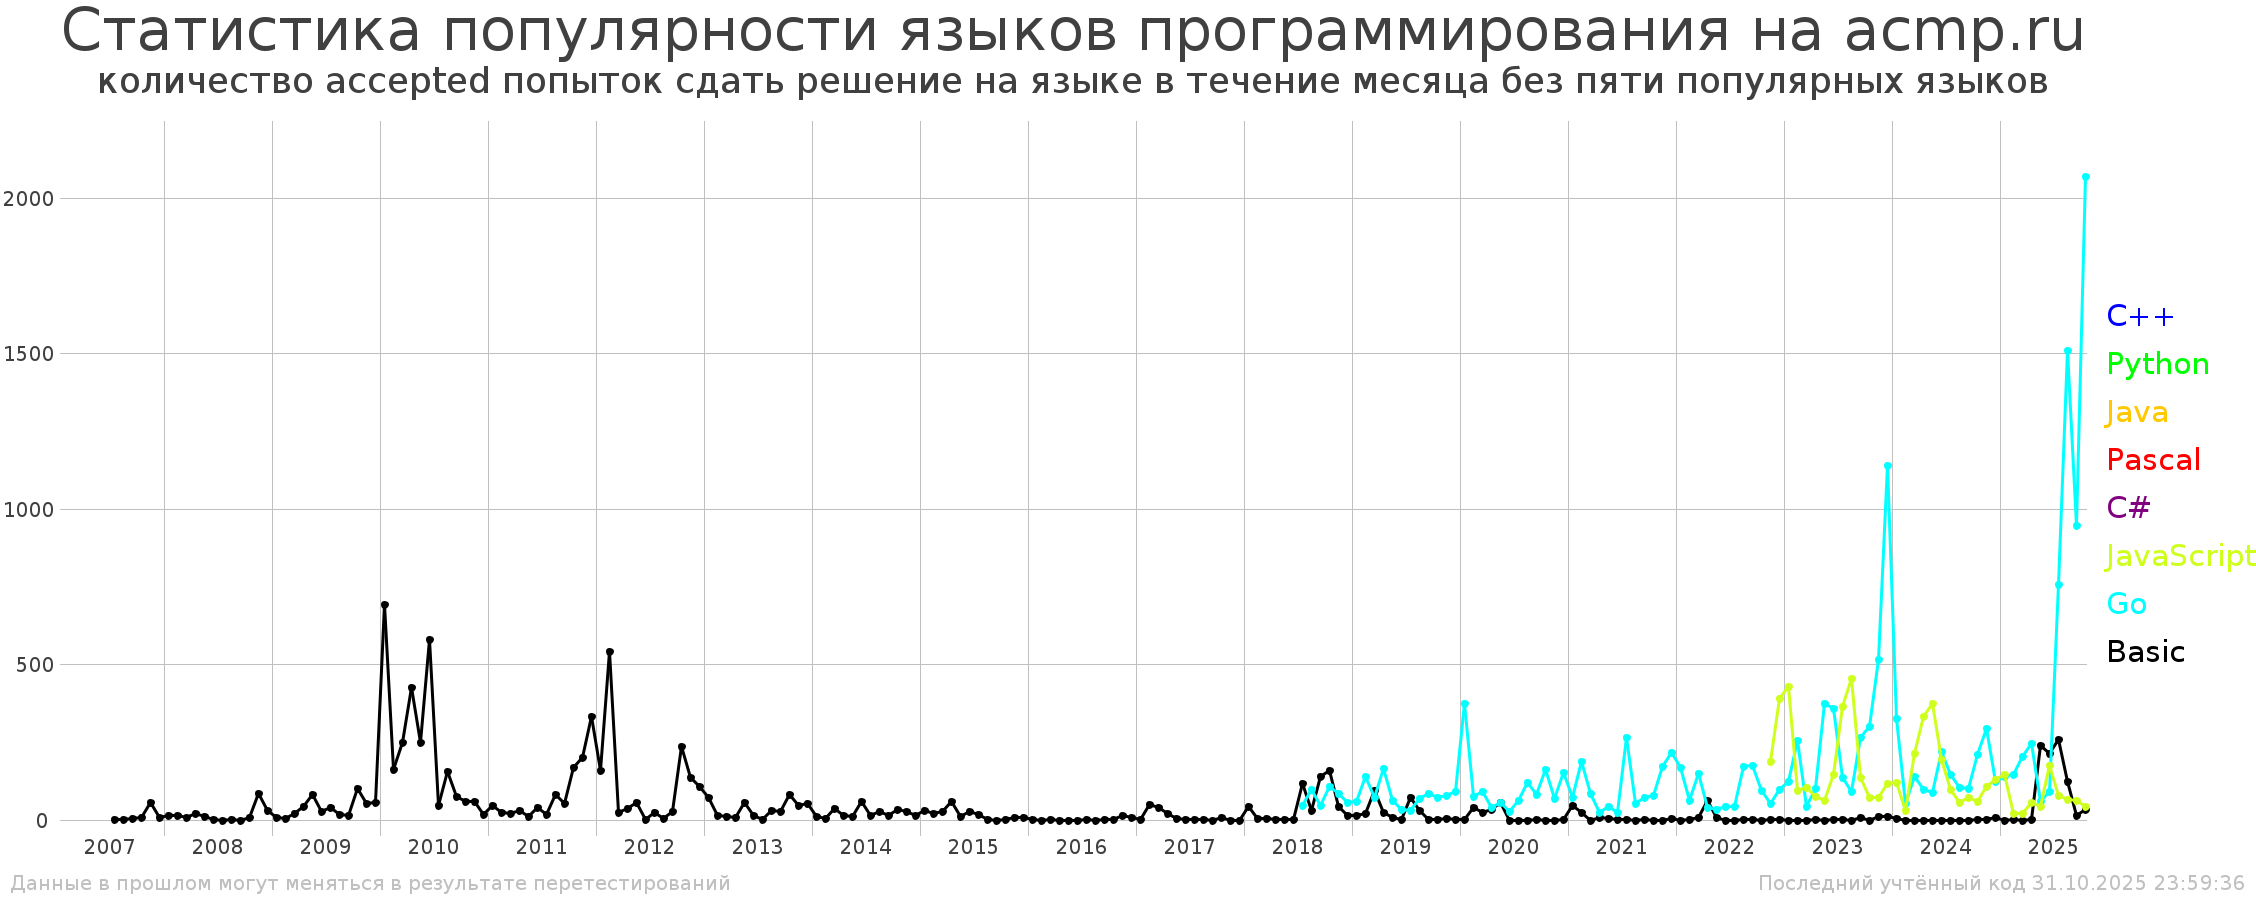 Статистика популярности языков программирования на acmp.ru
количество accepted попыток сдать решение на языке в течение месяца без пяти популярных языков
2000
1500
1000
500
0
C++
Python
Java
Pascal
C#
JavaScript
Go
Basic
2007 2008 2009 2010 2011 2012 2013 2014 2015 2016 2017 2018 2019 2020 2021 2022 2023 2024 2025
Данные в прошлом могут меняться в результате перетестирований
Последний учтённый код 31.10.2025 23:59:36